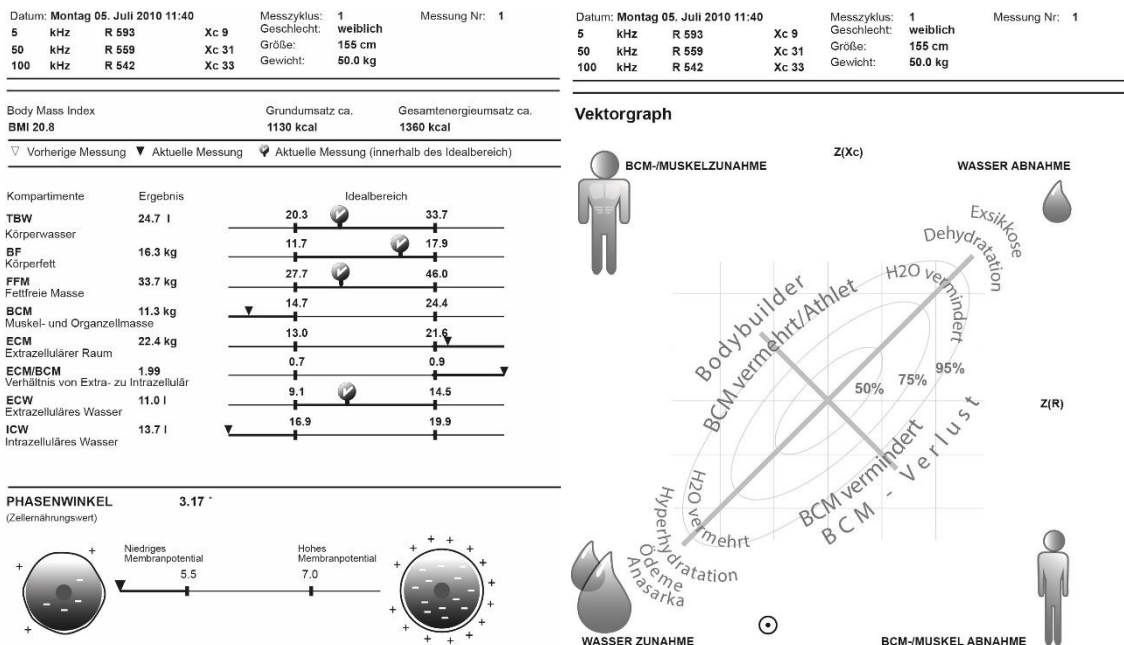 Datum: Montag 05. Juli 2010 11:40
5 kHz R 593 Xc 9
50 kHz R 559 Xc 31
100 kHz R 542 Xc 33
Messzyklus: 1
Geschlecht: weiblich
Größe: 155 cm
Gewicht: 50.0 kg
Messung Nr: 1
Body Mass Index
BMI 20.8
Grundumsatz ca.
1130 kcal
Gesamtenergieumsatz ca.
1360 kcal
▽ Vorherige Messung ▼ Aktuelle Messung Aktuelle Messung (innerhalb des Idealbereich)
Kompartimente Ergebnis Idealbereich
TBW 24.7 l 20.3 33.7
Körperwasser
BF 16.3 kg 11.7 17.9
Körperfett
FFM 33.7 kg 27.7 46.0
Fettfreie Masse
BCM 11.3 kg 14.7 24.4
Muskel- und Organzellmasse
ECM 22.4 kg 13.0 21.6
Extrazellulärer Raum
ECM/BCM 1.99 0.7 0.9
Verhältnis von Extra- zu Intrazellulär
ECW 11.0 l 9.1 14.5
Extrazelluläres Wasser
ICW 13.7 l 16.9 19.9
Intrazelluläres Wasser
PHASENWINKEL 3.17 °
(Zellernährungswert)
Niedriges
Membranpotential
5.5
Hohes
Membranpotential
7.0
Datum: Montag 05. Juli 2010 11:40
5 kHz R 593 Xc 9
50 kHz R 559 Xc 31
100 kHz R 542 Xc 33
Messzyklus: 1
Geschlecht: weiblich
Größe: 155 cm
Gewicht: 50.0 kg
Messung Nr: 1
Vektorgraph
BCM-/MUSKELZUNAHME
Z(Xc)
WASSER ABNAHME
Exsikkose
Dehydratation
H2O vermindert
Bodybuilder
BCM vermehrt/Athlet
50% 75% 95%
Z(R)
BCM vermindert
BCM - Verlust
H2O vermehrt
Hyperhydratation
Ödeme
Anasarka
WASSER ZUNAHME
BCM-/MUSKEL ABNAHME